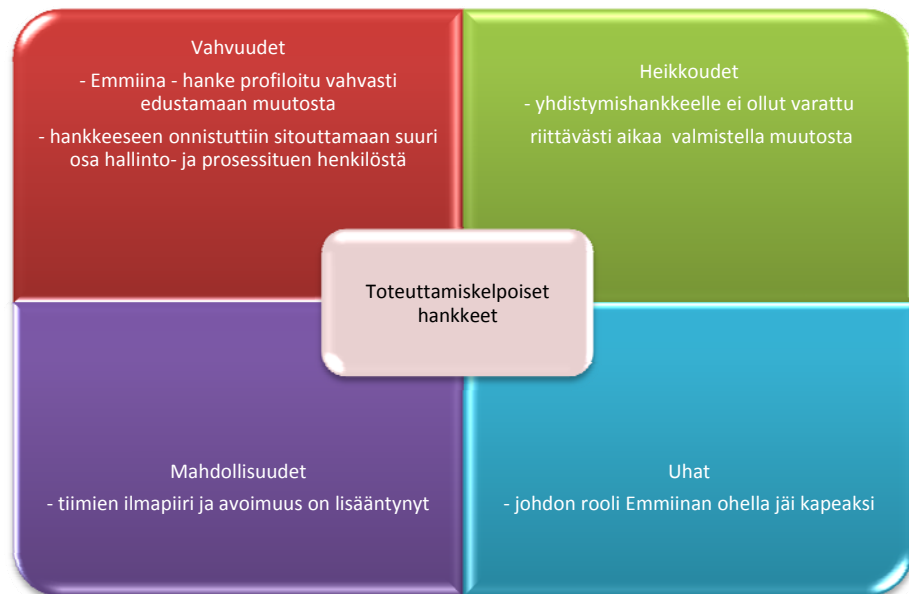 Vahvuudet
- Emmiina - hanke profiloitu vahvasti
edustamaan muutosta
- hankkeeseen onnistuttiin sitouttamaan suuri
osa hallinto- ja prosessituen henkilöstä
Heikkoudet
- yhdistymishankkeelle ei ollut varattu
riittävästi aikaa valmistella muutosta
Toteuttamiskelpoiset
hankkeet
Mahdollisuudet
- tiimien ilmapiiri ja avoimuus on lisääntynyt
Uhat
- johdon rooli Emmiinan ohella jäi kapeaksi